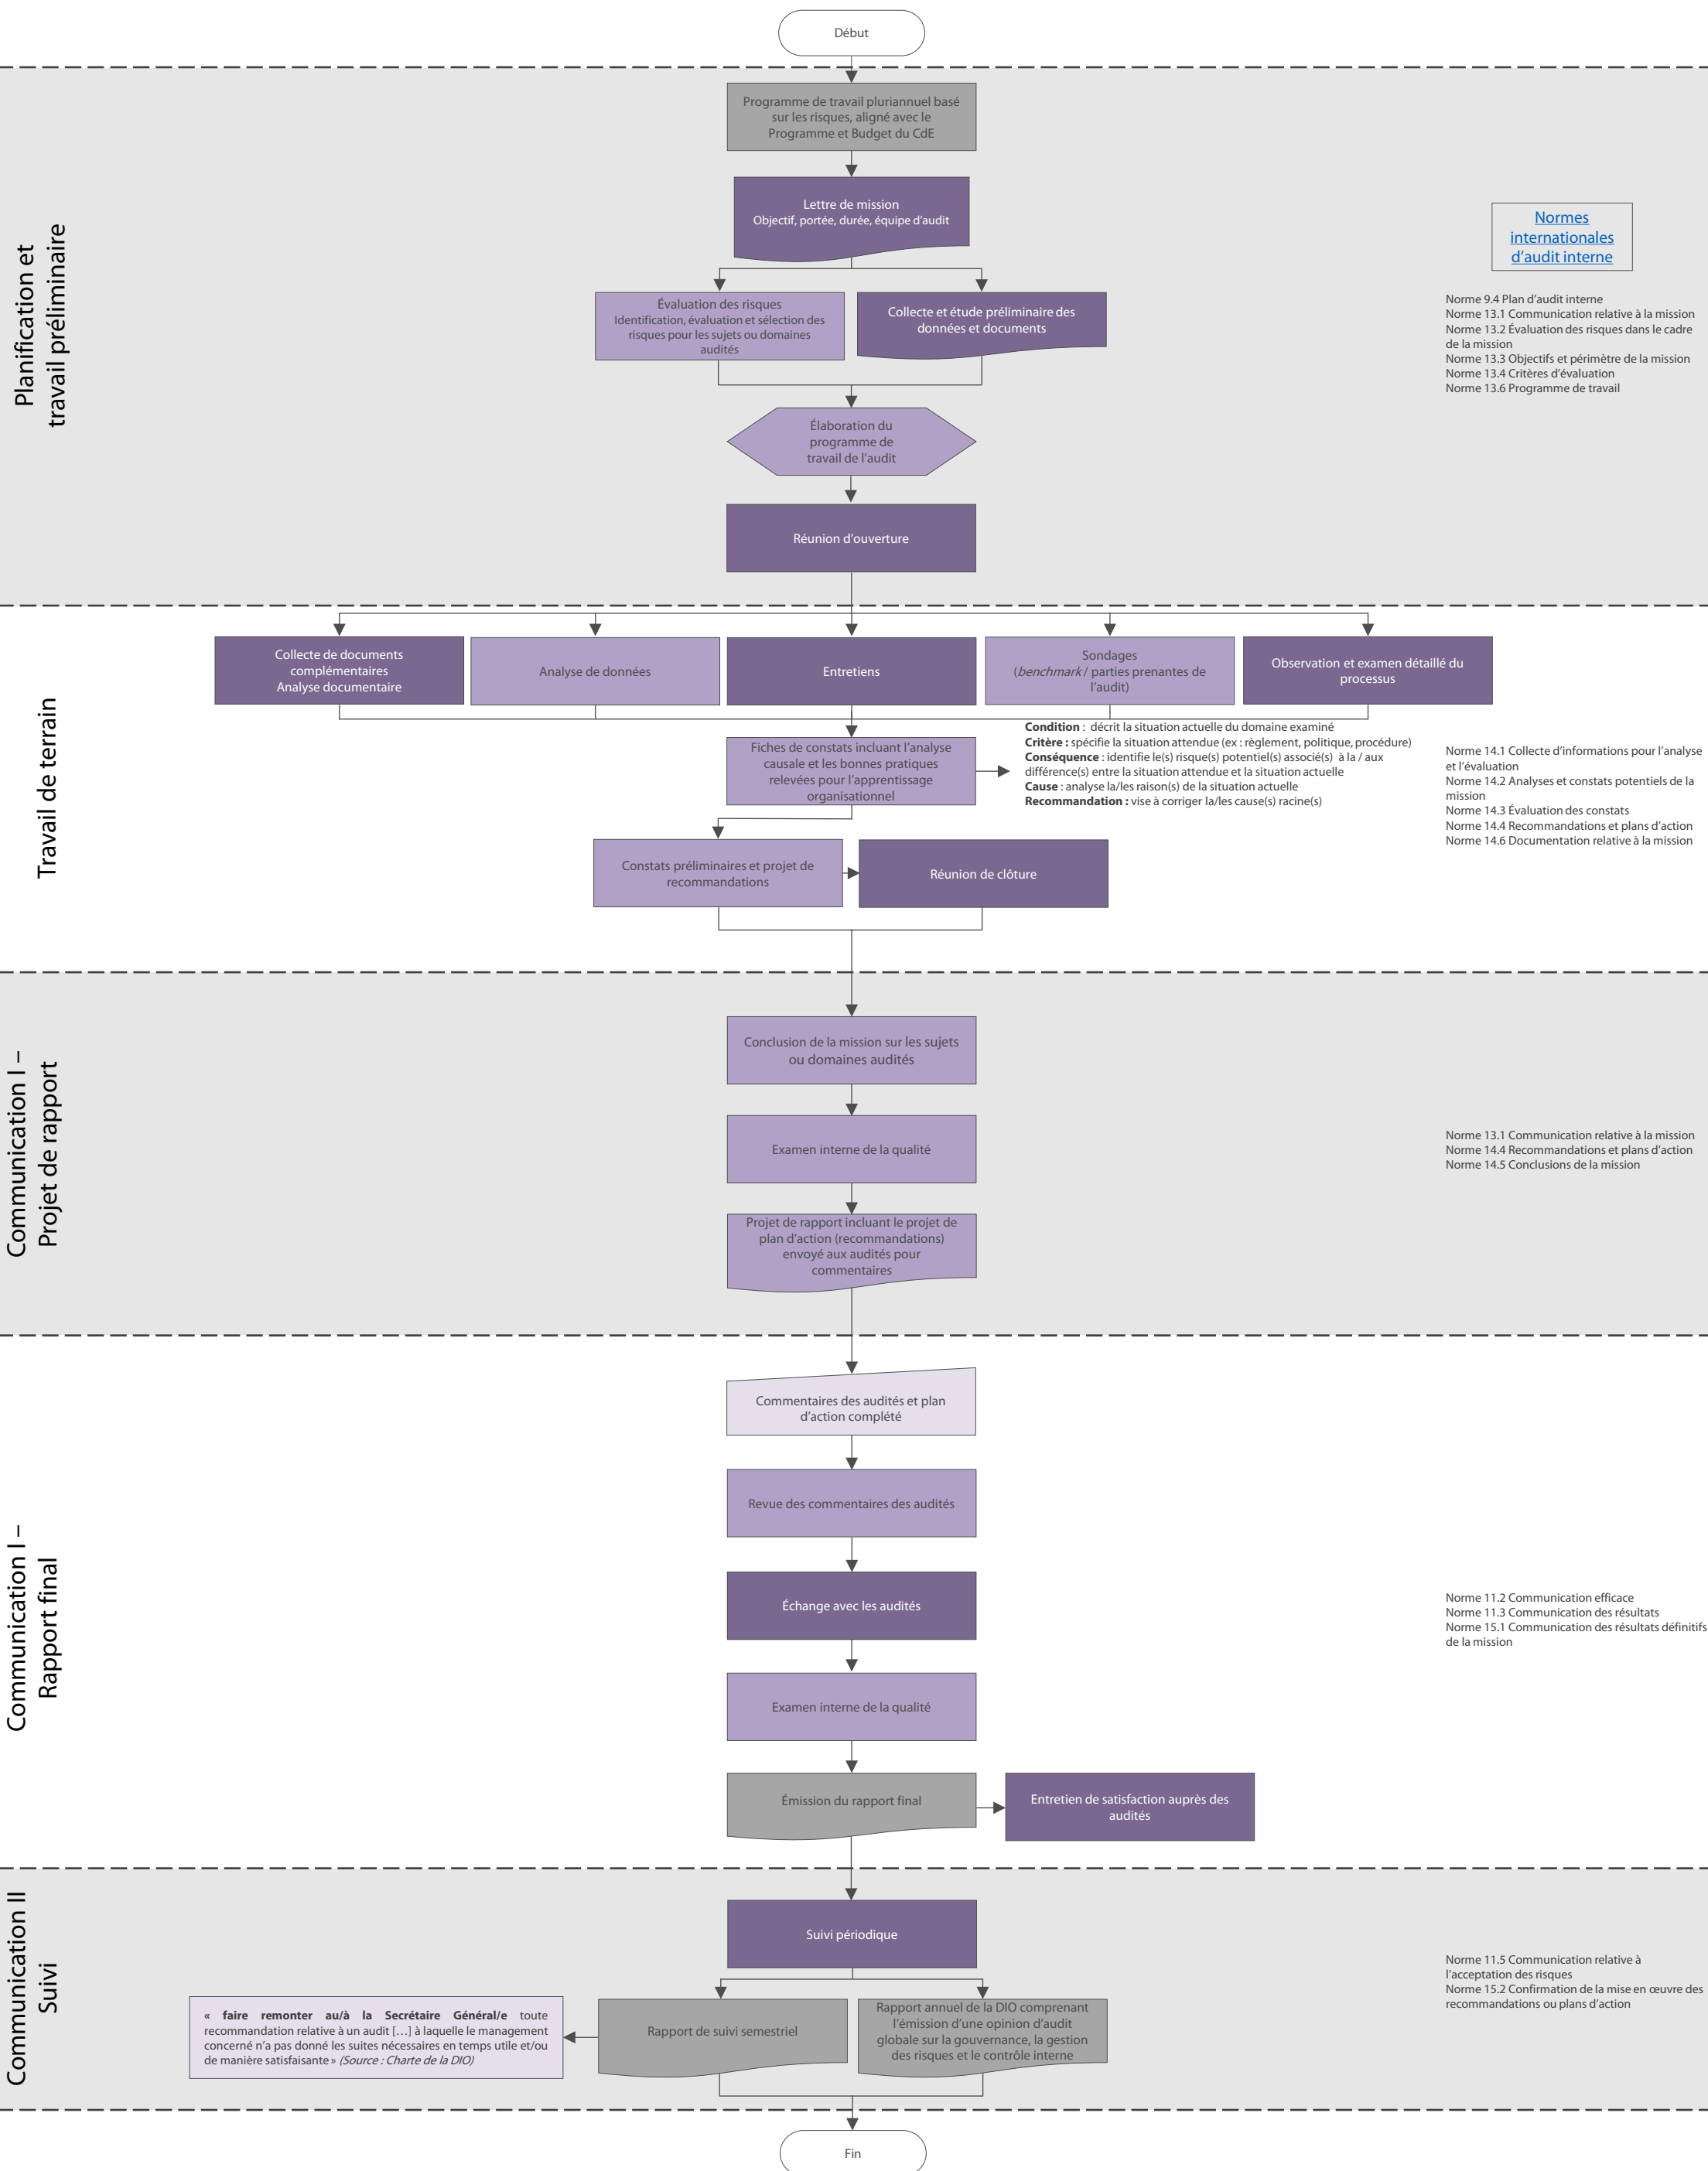 Début
Planification et
travail préliminaire
Programme de travail pluriannuel basé
sur les risques, aligné avec le
Programme et Budget du CdE
Lettre de mission
Objectif, portée, durée, équipe d’audit
Évaluation des risques
Identification, évaluation et sélection des
risques pour les sujets ou domaines
audités
Collecte et étude préliminaire des
données et documents
Élaboration du
programme de
travail de l’audit
Réunion d’ouverture
Normes
internationales
d’audit interne
Norme 9.4 Plan d’audit interne
Norme 13.1 Communication relative à la mission
Norme 13.2 Évaluation des risques dans le cadre
de la mission
Norme 13.3 Objectifs et périmètre de la mission
Norme 13.4 Critères d’évaluation
Norme 13.6 Programme de travail
Travail de terrain
Collecte de documents
complémentaires
Analyse documentaire
Analyse de données
Entretiens
Sondages
(benchmark / parties prenantes de
l’audit)
Observation et examen détaillé du
processus
Fiches de constats incluant l’analyse
causale et les bonnes pratiques
relevées pour l’apprentissage
organisationnel
Condition : décrit la situation actuelle du domaine examiné
Critère : spécifie la situation attendue (ex : règlement, politique, procédure)
Conséquence : identifie le(s) risque(s) potentiel(s) associé(s) à la / aux
différence(s) entre la situation attendue et la situation actuelle
Cause : analyse la/les raison(s) de la situation actuelle
Recommandation : vise à corriger la/les cause(s) racine(s)
Constats préliminaires et projet de
recommandations
Réunion de clôture
Norme 14.1 Collecte d’informations pour l’analyse
et l’évaluation
Norme 14.2 Analyses et constats potentiels de la
mission
Norme 14.3 Évaluation des constats
Norme 14.4 Recommandations et plans d’action
Norme 14.6 Documentation relative à la mission
Communication I –
Projet de rapport
Conclusion de la mission sur les sujets
ou domaines audités
Examen interne de la qualité
Projet de rapport incluant le projet de
plan d’action (recommandations)
envoyé aux audités pour
commentaires
Norme 13.1 Communication relative à la mission
Norme 14.4 Recommandations et plans d’action
Norme 14.5 Conclusions de la mission
Communication I –
Rapport final
Commentaires des audités et plan
d’action complété
Revue des commentaires des audités
Échange avec les audités
Examen interne de la qualité
Émission du rapport final
Entretien de satisfaction auprès des
audités
Norme 11.2 Communication efficace
Norme 11.3 Communication des résultats
Norme 15.1 Communication des résultats définitifs
de la mission
Communication II
Suivi
Suivi périodique
« faire remonter au/à la Secrétaire Général/e toute
recommandation relative à un audit […] à laquelle le management
concerné n’a pas donné les suites nécessaires en temps utile et/ou
de manière satisfaisante » (Source : Charte de la DIO)
Rapport de suivi semestriel
Rapport annuel de la DIO comprenant
l’émission d’une opinion d’audit
globale sur la gouvernance, la gestion
des risques et le contrôle interne
Norme 11.5 Communication relative à
l’acceptation des risques
Norme 15.2 Confirmation de la mise en œuvre des
recommandations ou plans d’action
Fin